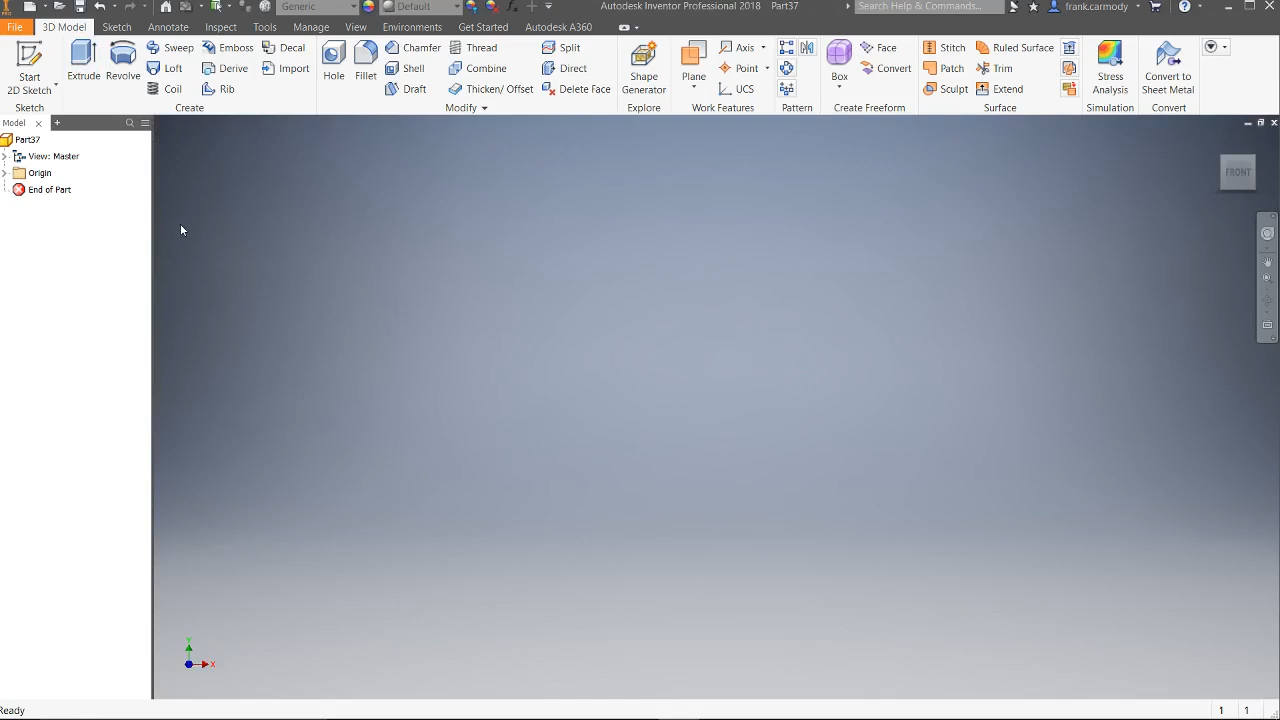 Generic
Default
Autodesk Inventor Professional 2018 Part37
Search Help & Commands...
frank.carmody
File 3D Model Sketch Annotate Inspect Tools Manage View Environments Get Started Autodesk A360
Start
2D Sketch
Sketch
Extrude
Revolve
Sweep
Loft
Coil
Emboss
Derive
Rib
Decal
Import
Create
Hole
Fillet
Chamfer
Shell
Draft
Thread
Combine
Thicken/ Offset
Split
Direct
Delete Face
Modify
Shape
Generator
Explore
Plane
Axis
Point
UCS
Work Features
Pattern
Box
Face
Convert
Create Freeform
Stitch
Patch
Sculpt
Ruled Surface
Trim
Extend
Surface
Stress
Analysis
Simulation
Convert to
Sheet Metal
Convert
Model
Part37
View: Master
Origin
End of Part
FRONT
Y
X
Ready
1 1